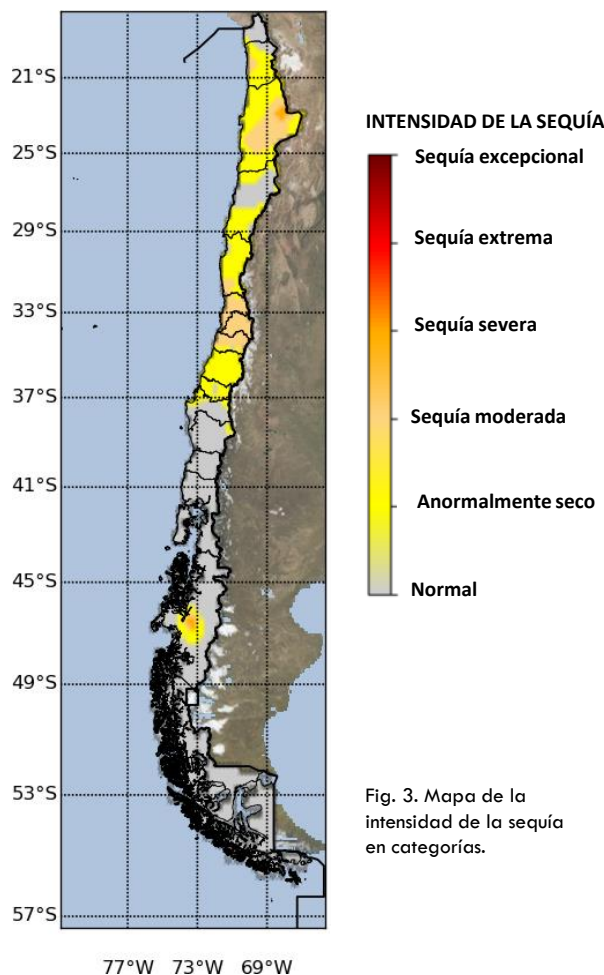 21°S
25°S
29°S
33°S
37°S
41°S
45°S
49°S
53°S
57°S
77°W 73°W 69°W
INTENSIDAD DE LA SEQUÍA
Sequía excepcional
Sequía extrema
Sequía severa
Sequía moderada
Anormalmente seco
Normal
Fig. 3. Mapa de la
intensidad de la sequía
en categorías.